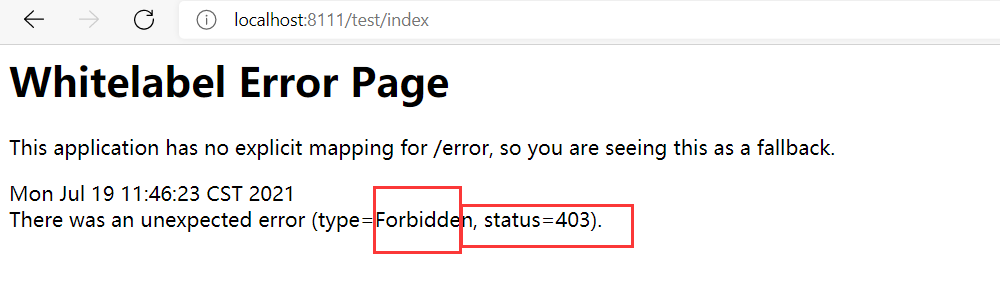 localhost:8111/test/index
Whitelabel Error Page
This application has no explicit mapping for /error, so you are seeing this as a fallback.
Mon Jul 19 11:46:23 CST 2021
There was an unexpected error (type=Forbidden, status=403).